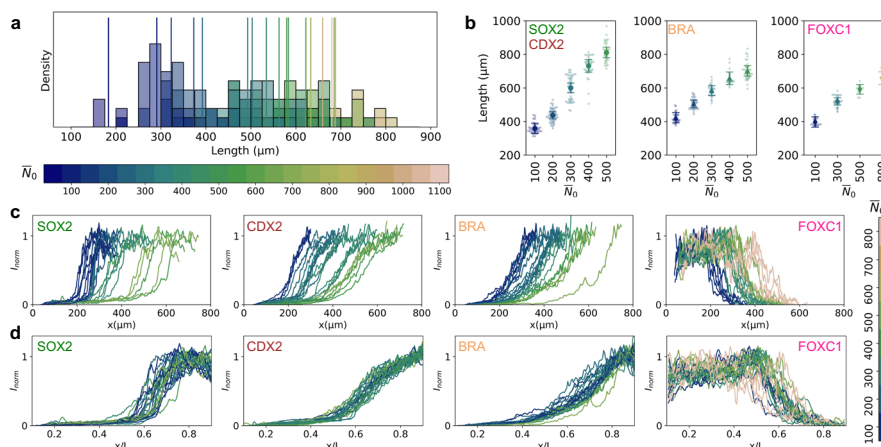 a
Density
100 200 300 400 500 600 700 800 900
Length (μm)
N̅0
100 200 300 400 500 600 700 800 900 1000 1100
b
SOX2
CDX2
BRA
FOXC1
Length (μm)
1000
800
600
400
200
1000
800
600
400
200
1000
800
600
400
200
100 200 300 400 500
100 200 300 400 500
100 300 500 800
N̅0
N̅0
N̅0
c
SOX2
CDX2
BRA
FOXC1
Inorm
Inorm
Inorm
Inorm
1
0
1
0
1
0
1
0
0 200 400 600 800
0 200 400 600 800
0 200 400 600 800
0 200 400 600 800
x(μm)
x(μm)
x(μm)
x(μm)
d
SOX2
CDX2
BRA
FOXC1
Inorm
Inorm
Inorm
Inorm
1
0
1
0
1
0
1
0
0.2 0.4 0.6 0.8
0.2 0.4 0.6 0.8
0.2 0.4 0.6 0.8
0.2 0.4 0.6 0.8
x/L
x/L
x/L
x/L
N̅0
800
700
600
500
400
300
200
100